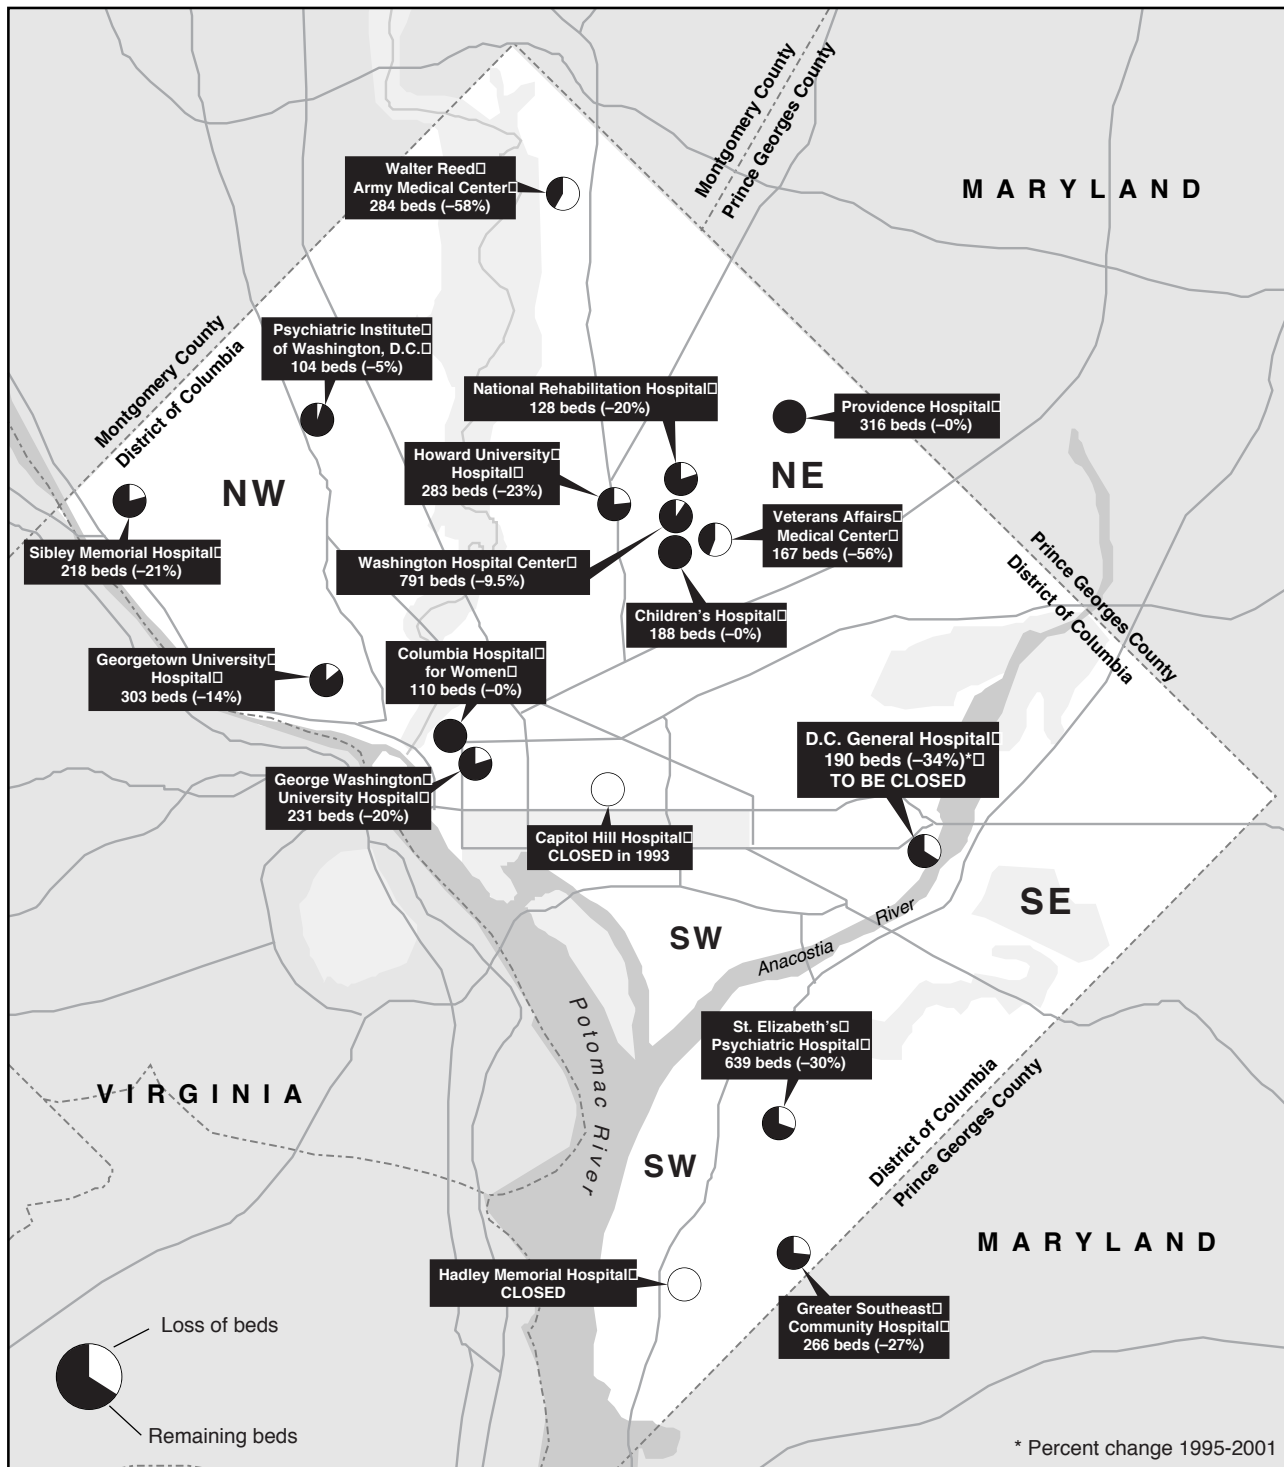 Montgomery County
Prince Georges County
MARYLAND
Walter Reed
Army Medical Center
284 beds (–58%)
Montgomery County
District of Columbia
Psychiatric Institute
of Washington, D.C.
104 beds (–5%)
National Rehabilitation Hospital
128 beds (–20%)
Providence Hospital
316 beds (–0%)
Howard University
Hospital
283 beds (–23%)
NW
NE
Sibley Memorial Hospital
218 beds (–21%)
Washington Hospital Center
791 beds (–9.5%)
Veterans Affairs
Medical Center
167 beds (–56%)
Prince Georges County
District of Columbia
Children's Hospital
188 beds (–0%)
Georgetown University
Hospital
303 beds (–14%)
Columbia Hospital
for Women
110 beds (–0%)
D.C. General Hospital
190 beds (–34%)*
TO BE CLOSED
George Washington
University Hospital
231 beds (–20%)
Capitol Hill Hospital
CLOSED in 1993
SE
SW
Anacostia River
Potomac River
St. Elizabeth's
Psychiatric Hospital
639 beds (–30%)
VIRGINIA
District of Columbia
Prince Georges County
SW
MARYLAND
Hadley Memorial Hospital
CLOSED
Greater Southeast
Community Hospital
266 beds (–27%)
Loss of beds
Remaining beds
* Percent change 1995-2001